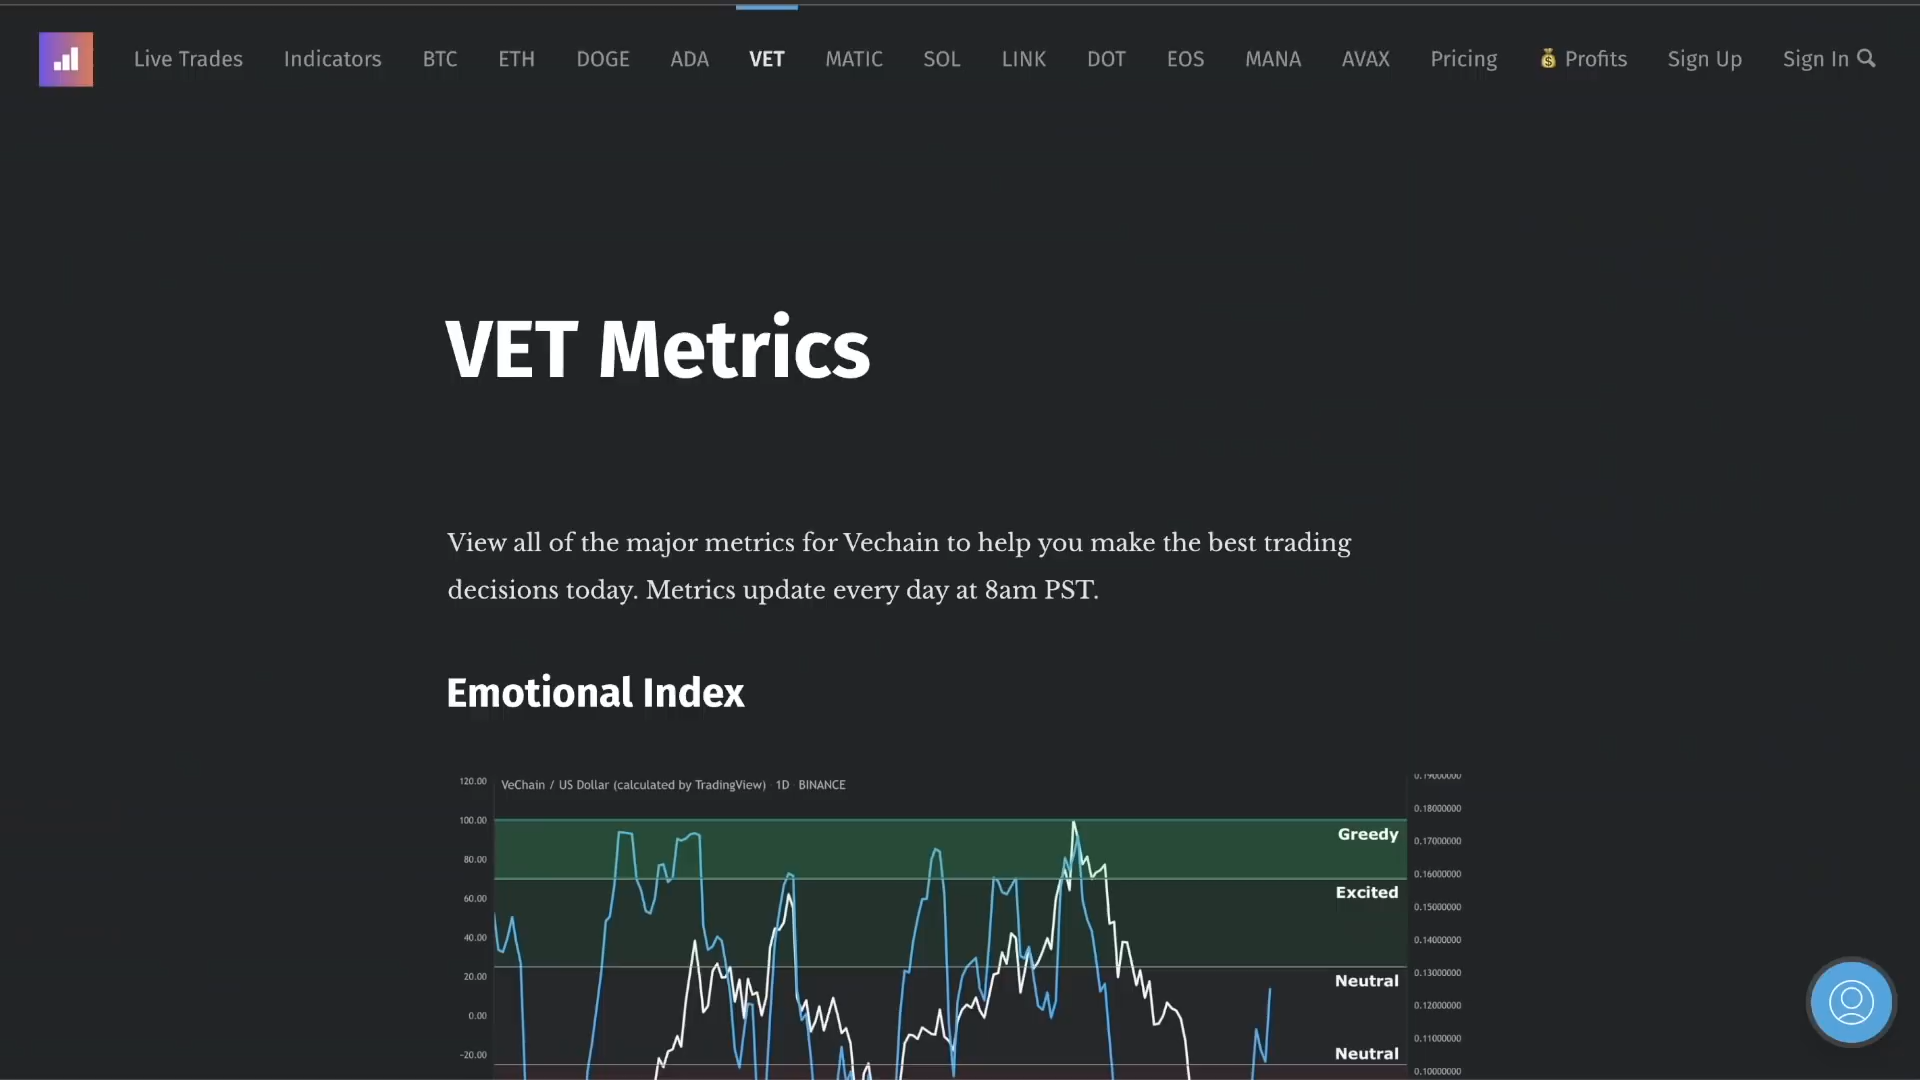 Live Trades Indicators BTC ETH DOGE ADA VET MATIC SOL LINK DOT EOS MANA AVAX Pricing 💰 Profits Sign Up Sign In
VET Metrics
View all of the major metrics for Vechain to help you make the best trading
decisions today. Metrics update every day at 8am PST.
Emotional Index
VeChain / US Dollar (calculated by TradingView) · 1D · BINANCE
120.00
100.00
80.00
60.00
40.00
20.00
0.00
-20.00
Greedy
Excited
Neutral
Neutral
0.19000000
0.18000000
0.17000000
0.16000000
0.15000000
0.14000000
0.13000000
0.12000000
0.11000000
0.10000000